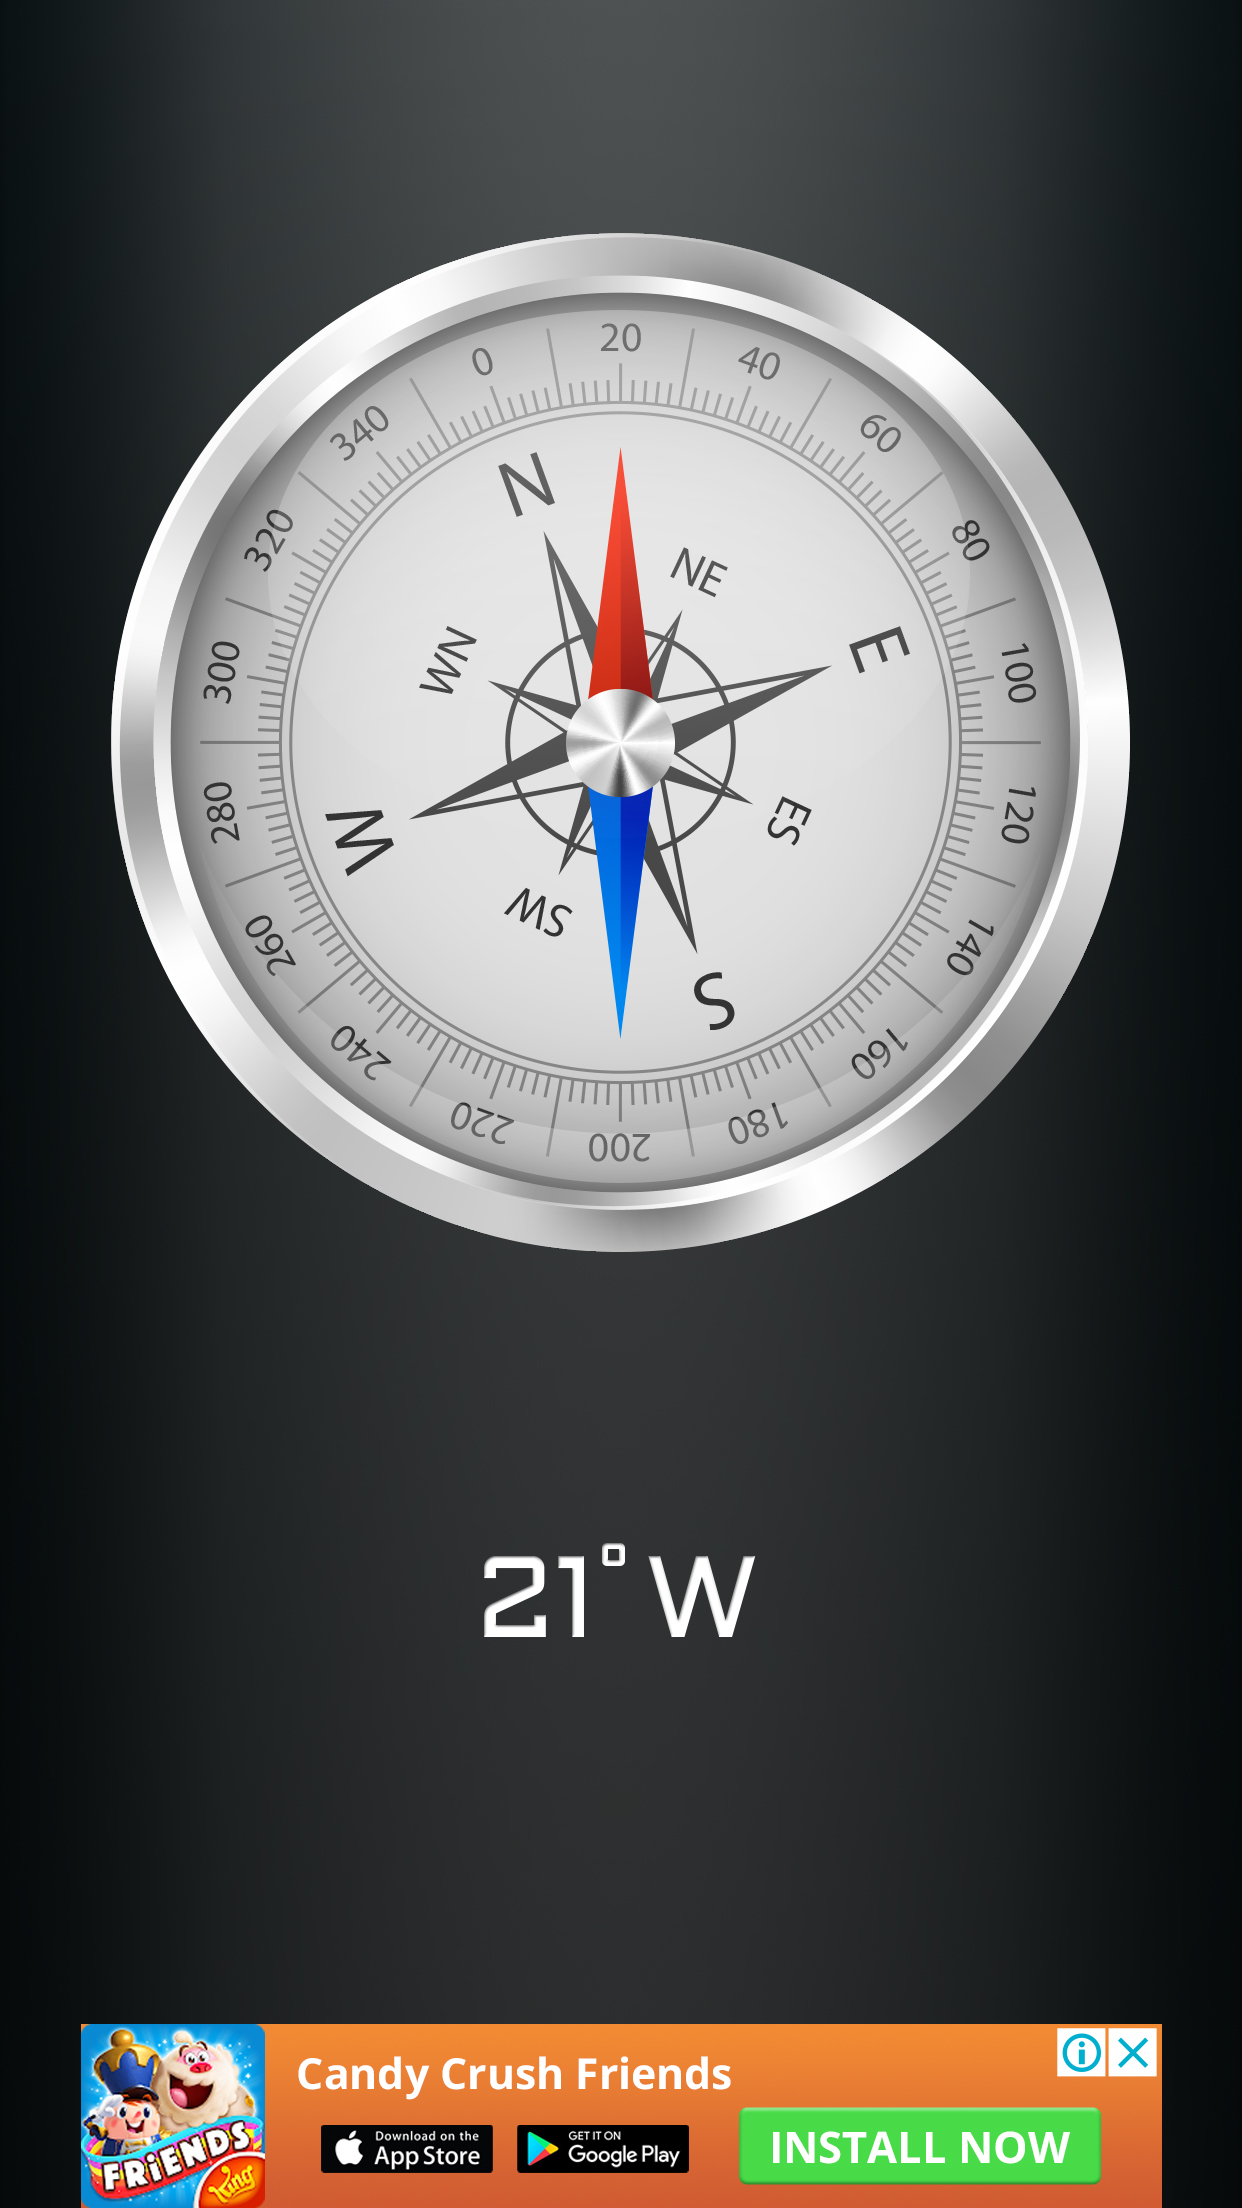 20
40
60
80
100
120
140
160
180
200
220
240
260
280
300
320
340
0
N
NE
E
ES
S
SW
W
WN
21° W
FRiENDS
King
Candy Crush Friends
Download on the
App Store
GET IT ON
Google Play
INSTALL NOW